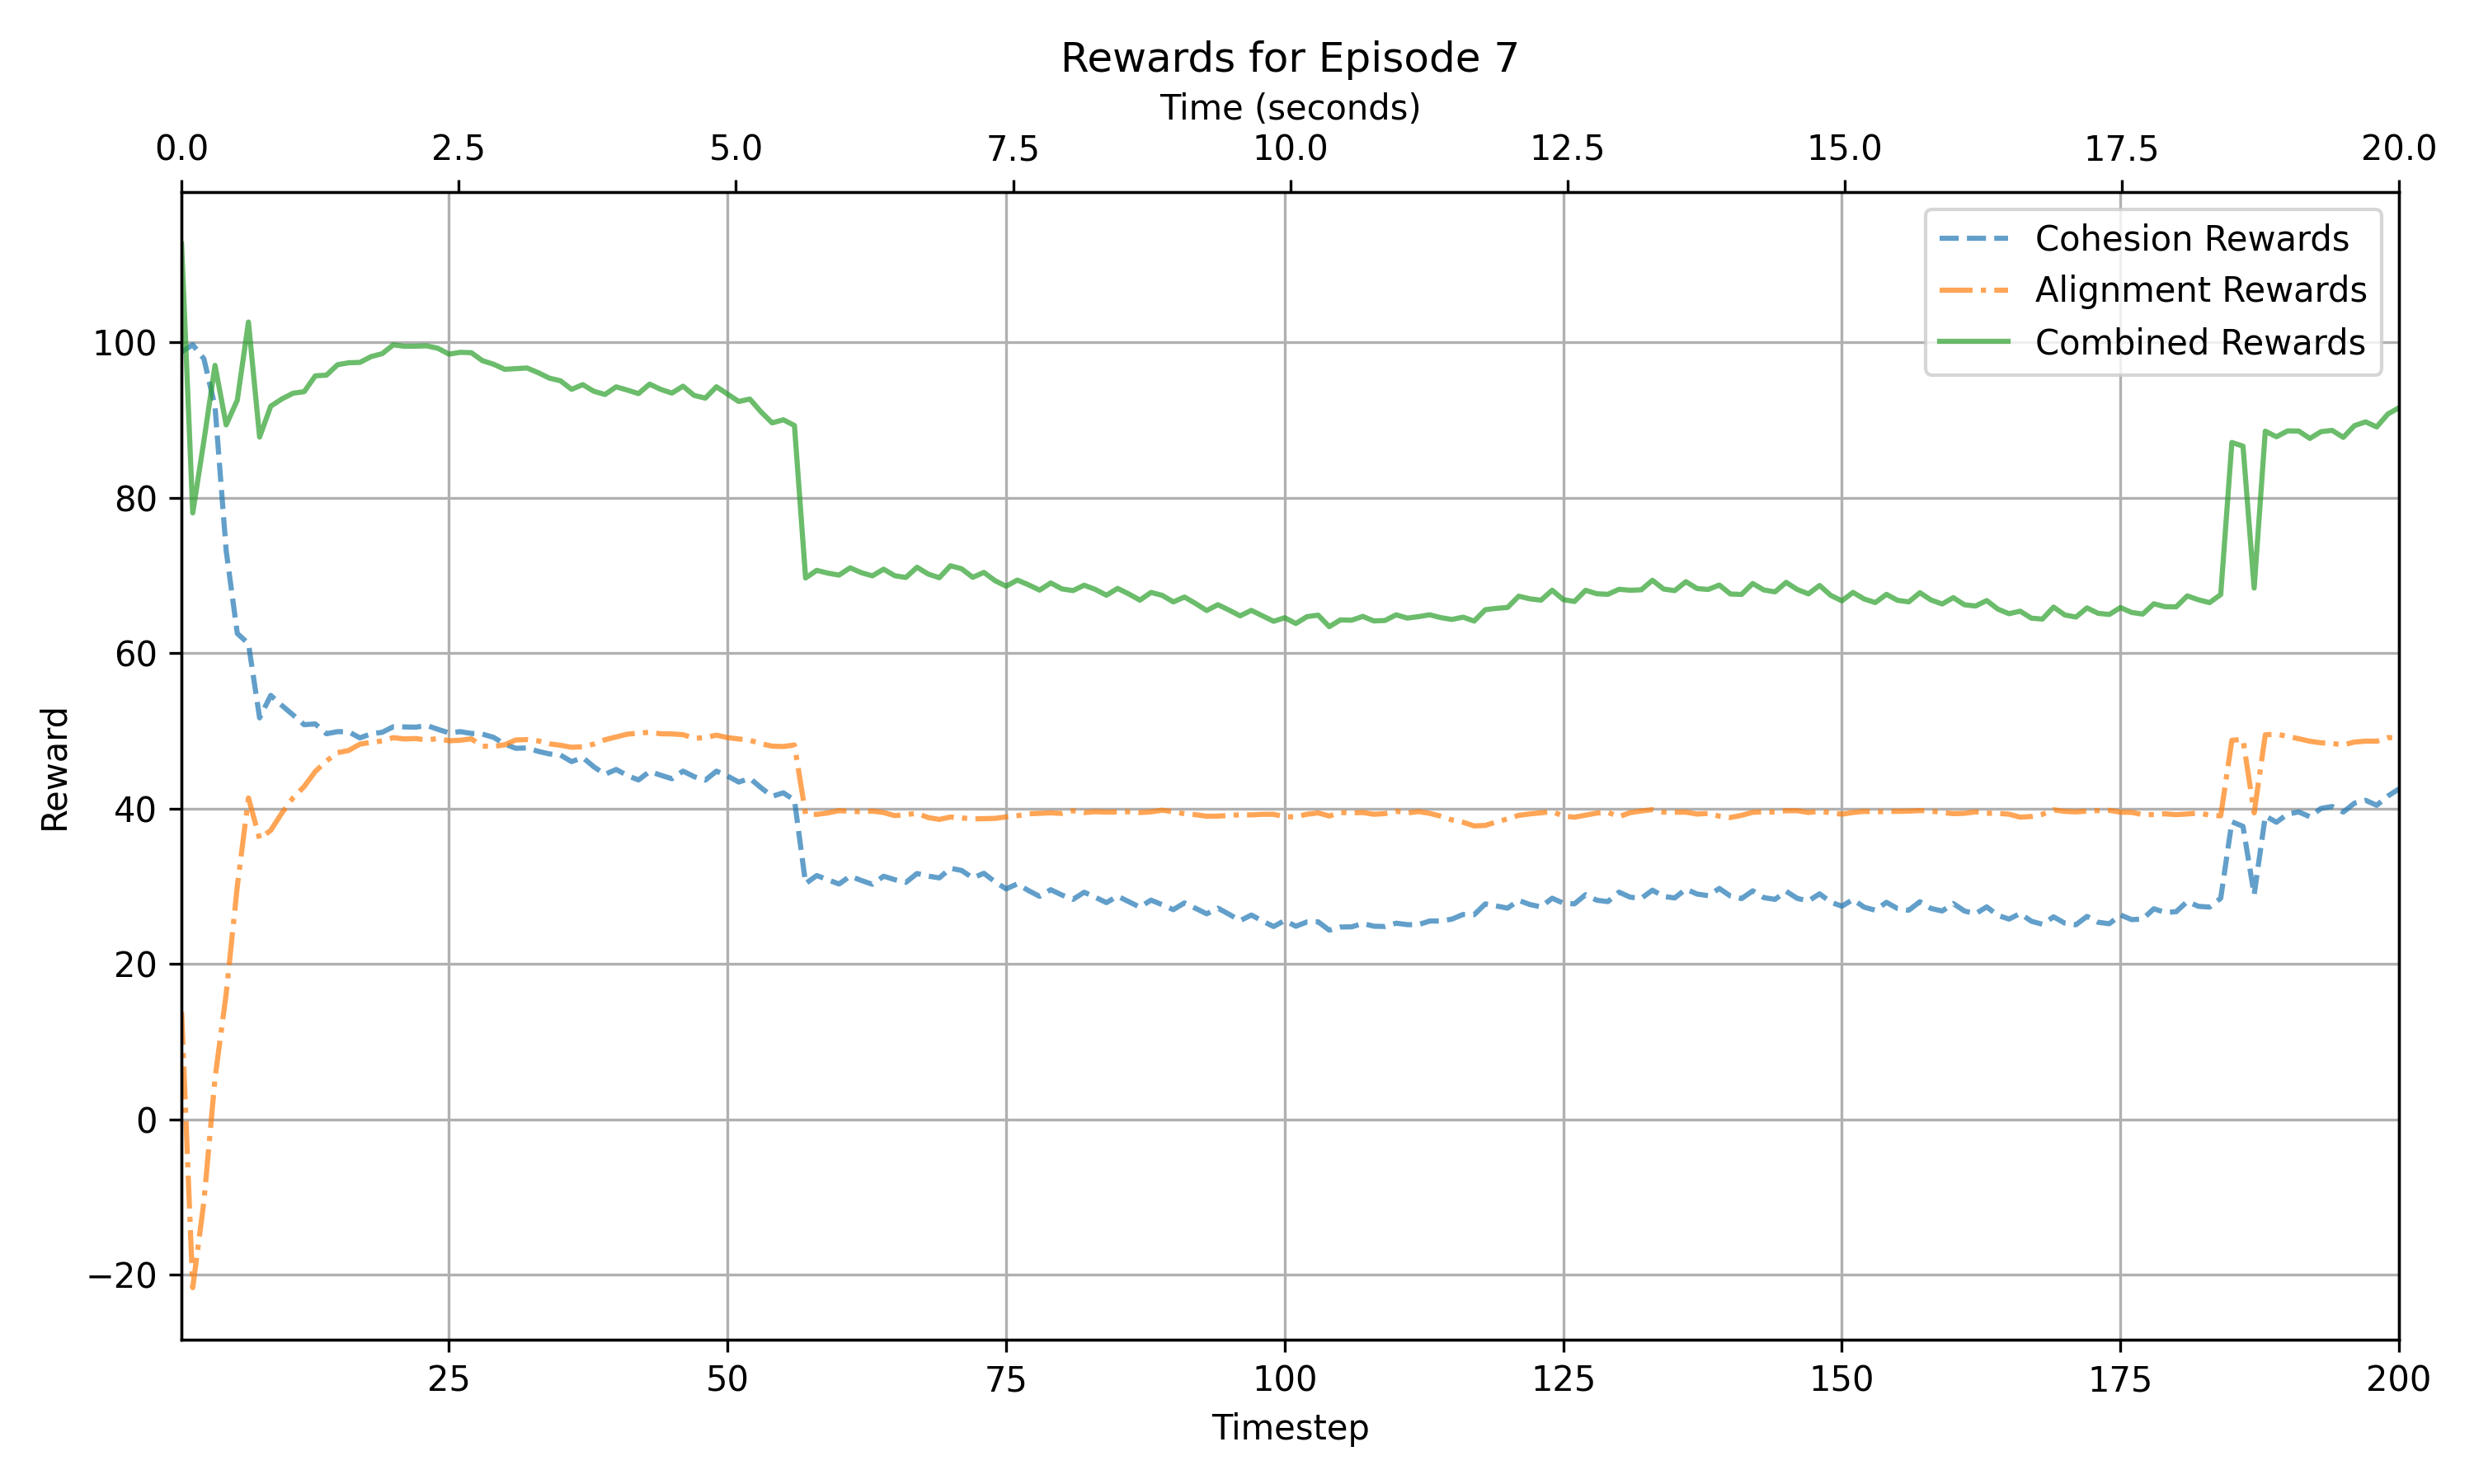 Rewards for Episode 7
Time (seconds)
0.0 2.5 5.0 7.5 10.0 12.5 15.0 17.5 20.0
Cohesion Rewards
Alignment Rewards
Combined Rewards
100
80
60
40
20
0
−20
Reward
25 50 75 100 125 150 175 200
Timestep